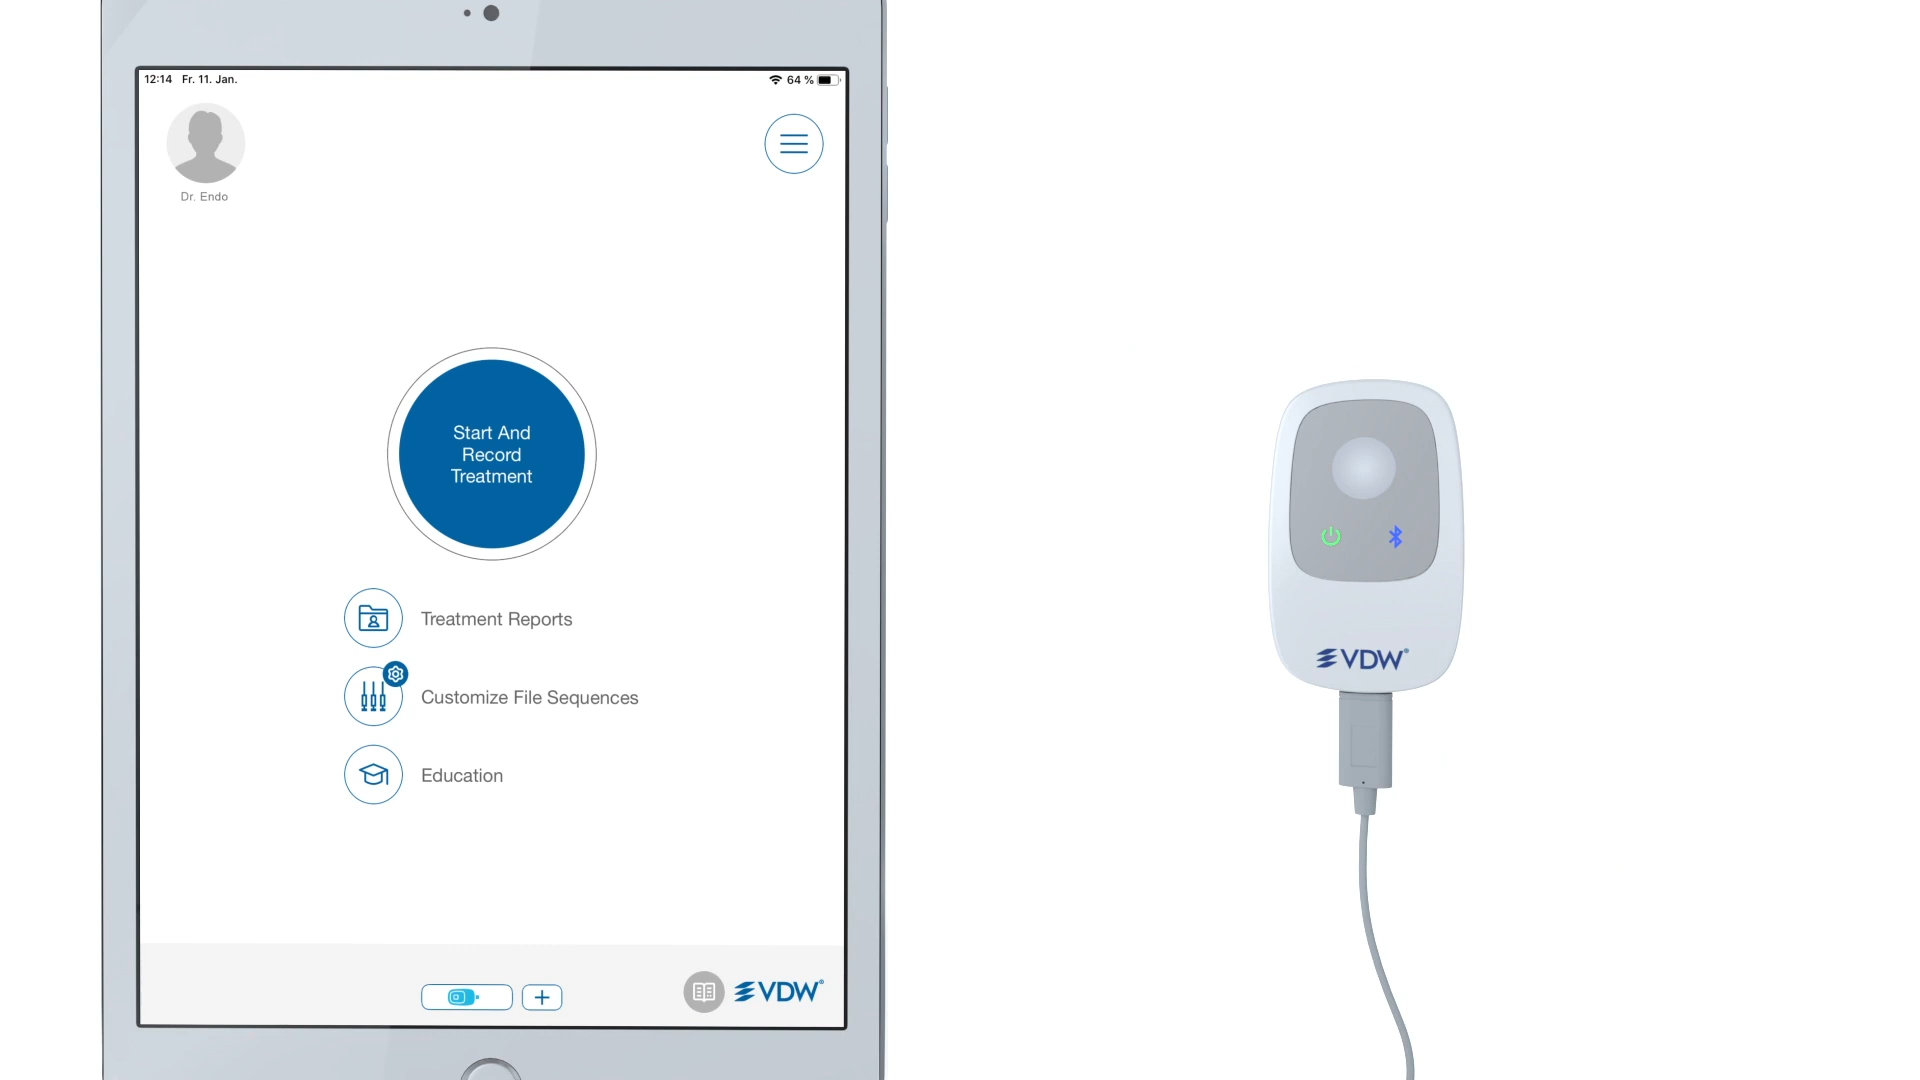 12:14 Fr. 11. Jan.
64 %
Dr. Endo
Start And
Record
Treatment
Treatment Reports
Customize File Sequences
Education
VDW®
VDW®